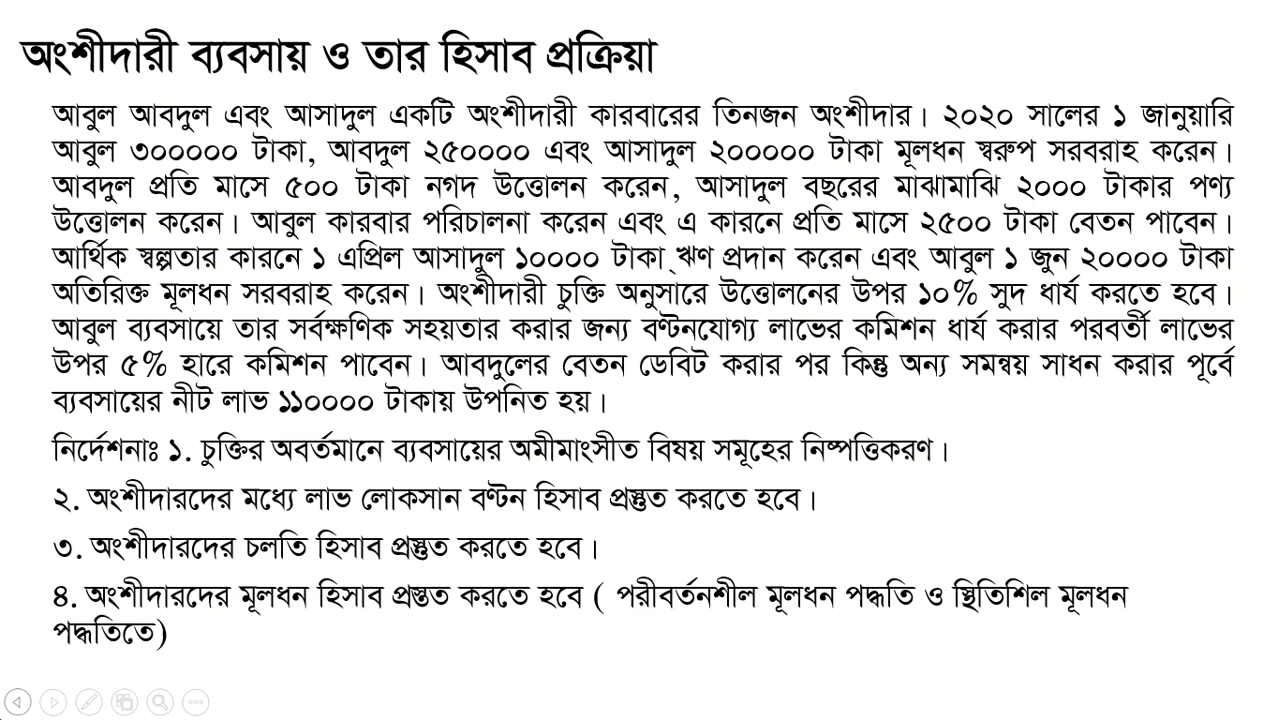 অংশীদারী ব্যবসায় ও তার হিসাব প্রক্রিয়া
আবুল আবদুল এবং আসাদুল একটি অংশীদারী কারবারের তিনজন অংশীদার। ২০২০ সালের ১ জানুয়ারি
আবুল ৩০০০০০ টাকা, আবদুল ২৫০০০০ এবং আসাদুল ২০০০০০ টাকা মূলধন স্বরুপ সরবরাহ করেন।
আবদুল প্রতি মাসে ৫০০ টাকা নগদ উত্তোলন করেন, আসাদুল বছরের মাঝামাঝি ২০০০ টাকার পণ্য
উত্তোলন করেন। আবুল কারবার পরিচালনা করেন এবং এ কারনে প্রতি মাসে ২৫০০ টাকা বেতন পাবেন।
আর্থিক স্বল্পতার কারনে ১ এপ্রিল আসাদুল ১০০০০ টাকা ঋণ প্রদান করেন এবং আবুল ১ জুন ২০০০০ টাকা
অতিরিক্ত মূলধন সরবরাহ করেন। অংশীদারী চুক্তি অনুসারে উত্তোলনের উপর ১০% সুদ ধার্য করতে হবে।
আবুল ব্যবসায়ে তার সর্বক্ষণিক সহয়তার করার জন্য বণ্টনযোগ্য লাভের কমিশন ধার্য করার পরবর্তী লাভের
উপর ৫% হারে কমিশন পাবেন। আবদুলের বেতন ডেবিট করার পর কিন্তু অন্য সমন্বয় সাধন করার পূর্বে
ব্যবসায়ের নীট লাভ ১১০০০০ টাকায় উপনিত হয়।
নির্দেশনাঃ ১. চুক্তির অবর্তমানে ব্যবসায়ের অমীমাংসীত বিষয় সমূহের নিষ্পত্তিকরণ।
২. অংশীদারদের মধ্যে লাভ লোকসান বণ্টন হিসাব প্রস্তুত করতে হবে।
৩. অংশীদারদের চলতি হিসাব প্রস্তুত করতে হবে।
৪. অংশীদারদের মূলধন হিসাব প্রস্তত করতে হবে ( পরীবর্তনশীল মূলধন পদ্ধতি ও স্থিতিশিল মূলধন
পদ্ধতিতে)